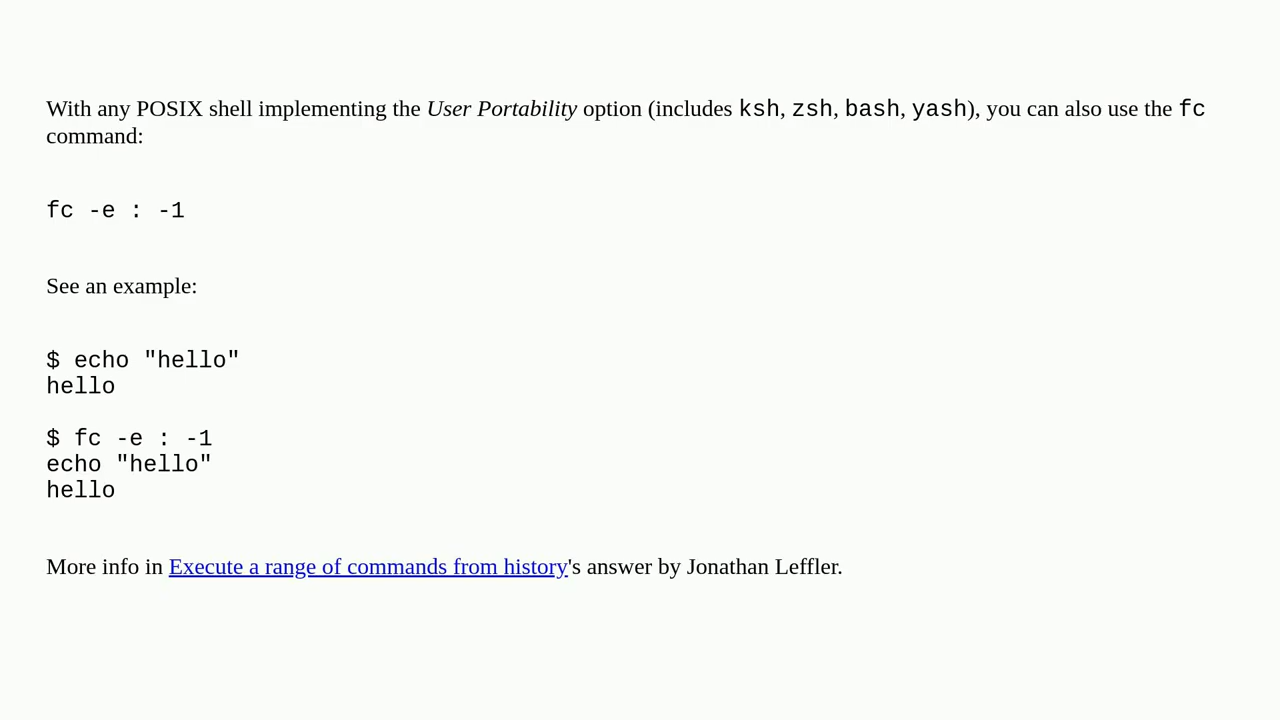 With any POSIX shell implementing the User Portability option (includes ksh, zsh, bash, yash), you can also use the fc
command:
fc -e : -1
See an example:
$ echo "hello"
hello
$ fc -e : -1
echo "hello"
hello
More info in Execute a range of commands from history's answer by Jonathan Leffler.